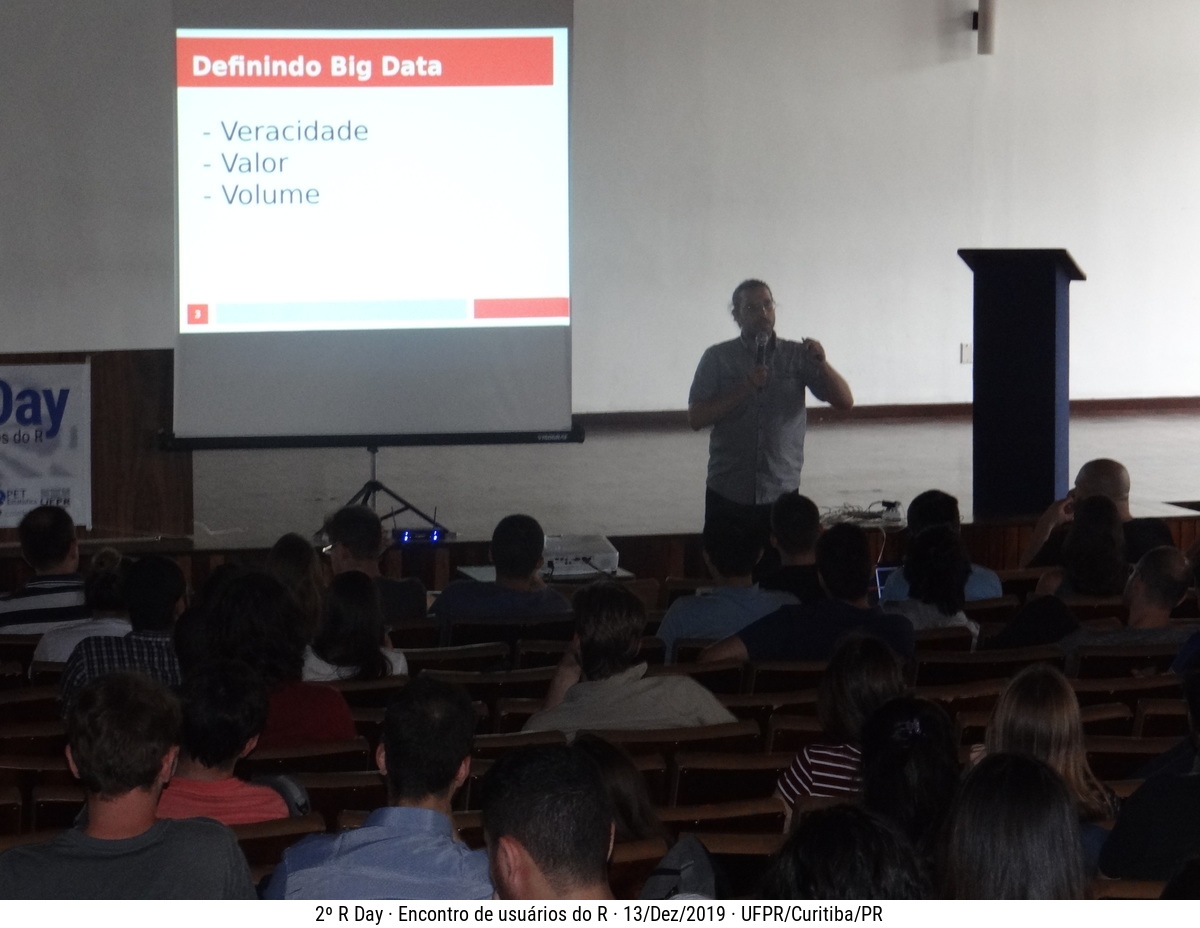 Definindo Big Data
- Veracidade
- Valor
- Volume
3
Day
s do R
PET
UFPR
2º R Day · Encontro de usuários do R · 13/Dez/2019 · UFPR/Curitiba/PR